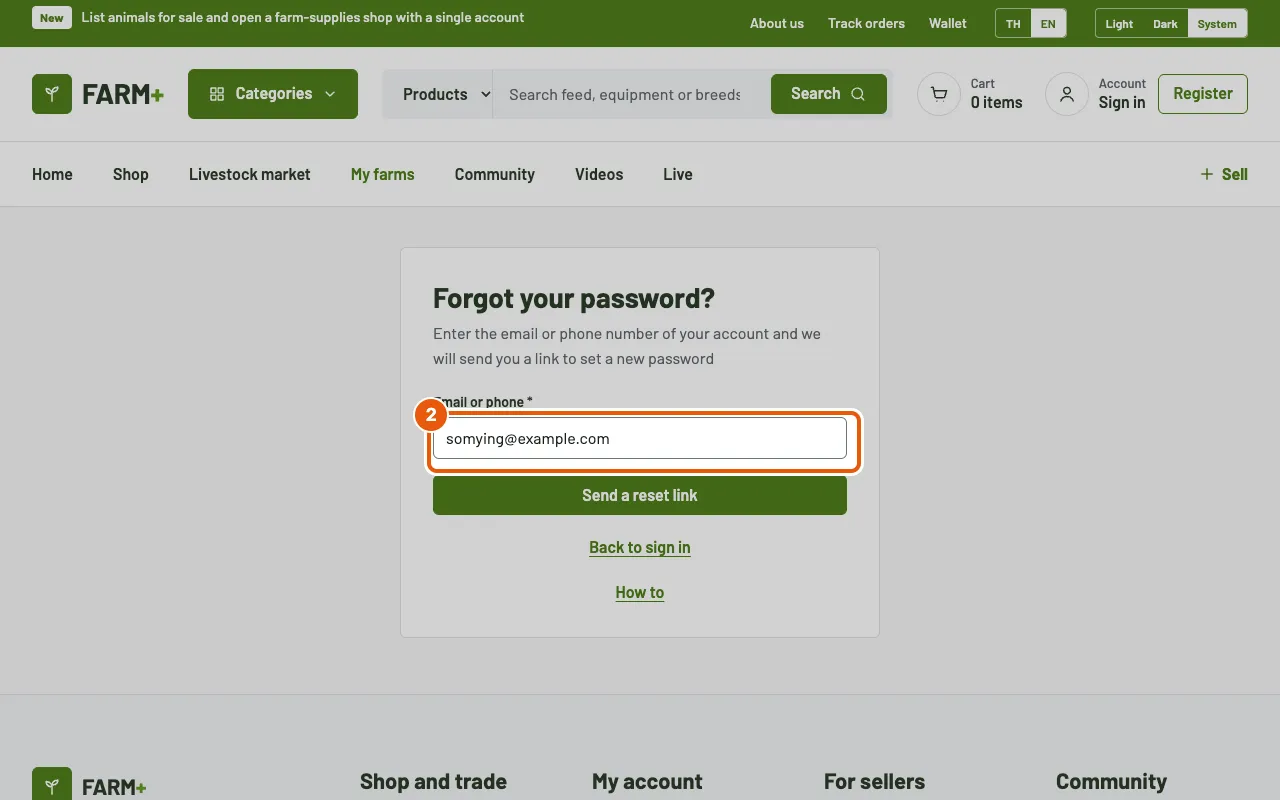 New List animals for sale and open a farm-supplies shop with a single account
About us Track orders Wallet TH EN Light Dark System
FARM+ Categories Products Search feed, equipment or breeds Search
Cart
0 items
Account
Sign in
Register
Home Shop Livestock market My farms Community Videos Live + Sell
Forgot your password?
Enter the email or phone number of your account and we
will send you a link to set a new password
Email or phone *
2
somying@example.com
Send a reset link
Back to sign in
How to
FARM+ Shop and trade My account For sellers Community